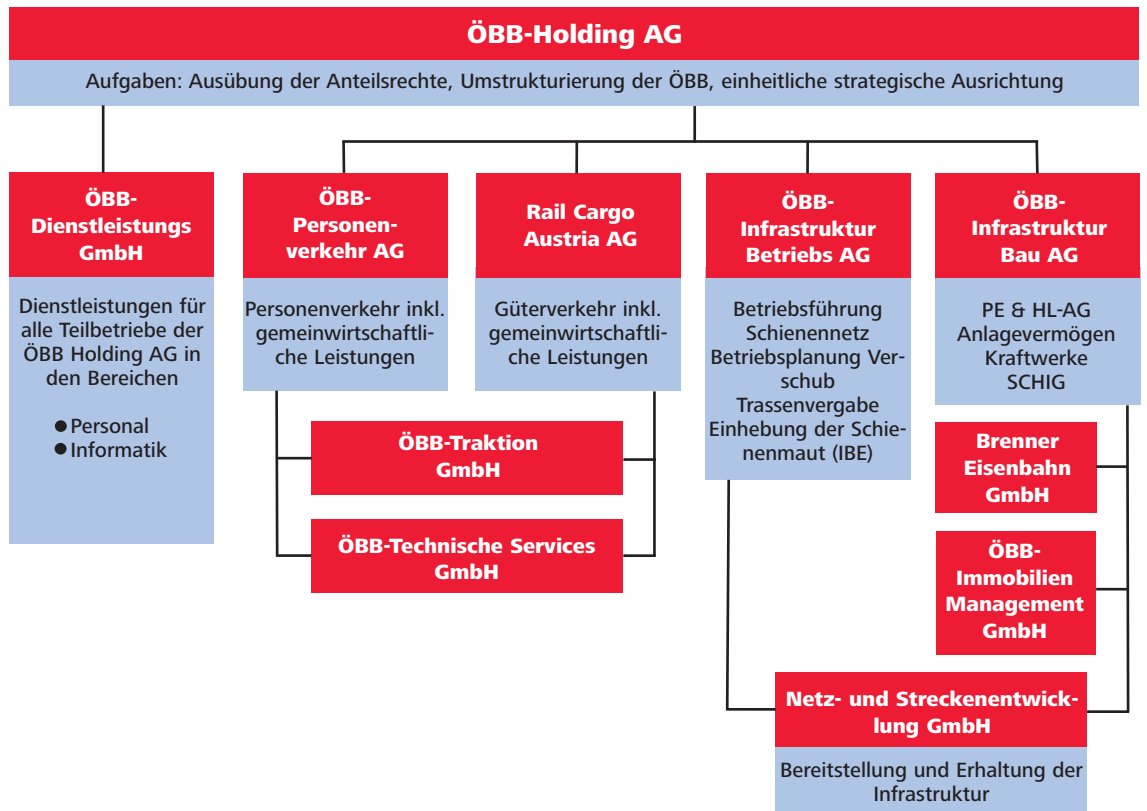 ÖBB-Holding AG
Aufgaben: Ausübung der Anteilsrechte, Umstrukturierung der ÖBB, einheitliche strategische Ausrichtung
ÖBB-
Dienstleistungs
GmbH
Dienstleistungen für
alle Teilbetriebe der
ÖBB Holding AG in
den Bereichen
● Personal
● Informatik
ÖBB-
Personen-
verkehr AG
Personenverkehr inkl.
gemeinwirtschaftli-
che Leistungen
Rail Cargo
Austria AG
Güterverkehr inkl.
gemeinwirtschaftli-
che Leistungen
ÖBB-Traktion
GmbH
ÖBB-Technische Services
GmbH
ÖBB-
Infrastruktur
Betriebs AG
Betriebsführung
Schienennetz
Betriebsplanung Ver-
schub
Trassenvergabe
Einhebung der Schie-
nenmaut (IBE)
ÖBB-
Infrastruktur
Bau AG
PE & HL-AG
Anlagevermögen
Kraftwerke
SCHIG
Brenner
Eisenbahn
GmbH
ÖBB-
Immobilien
Management
GmbH
Netz- und Streckenentwick-
lung GmbH
Bereitstellung und Erhaltung der
Infrastruktur